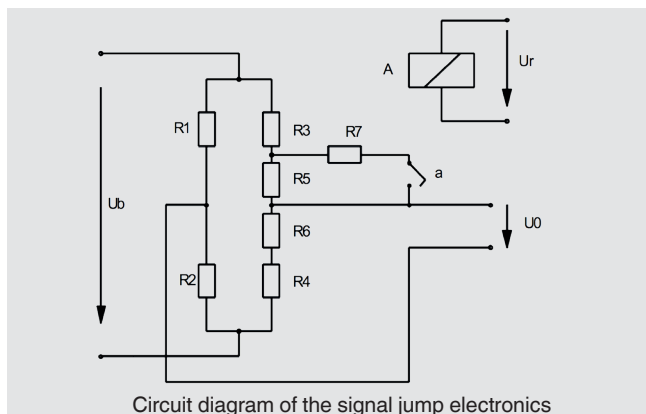 A
Ur
R1
R3
R7
R5
a
Ub
R6
U0
R2
R4
Circuit diagram of the signal jump electronics